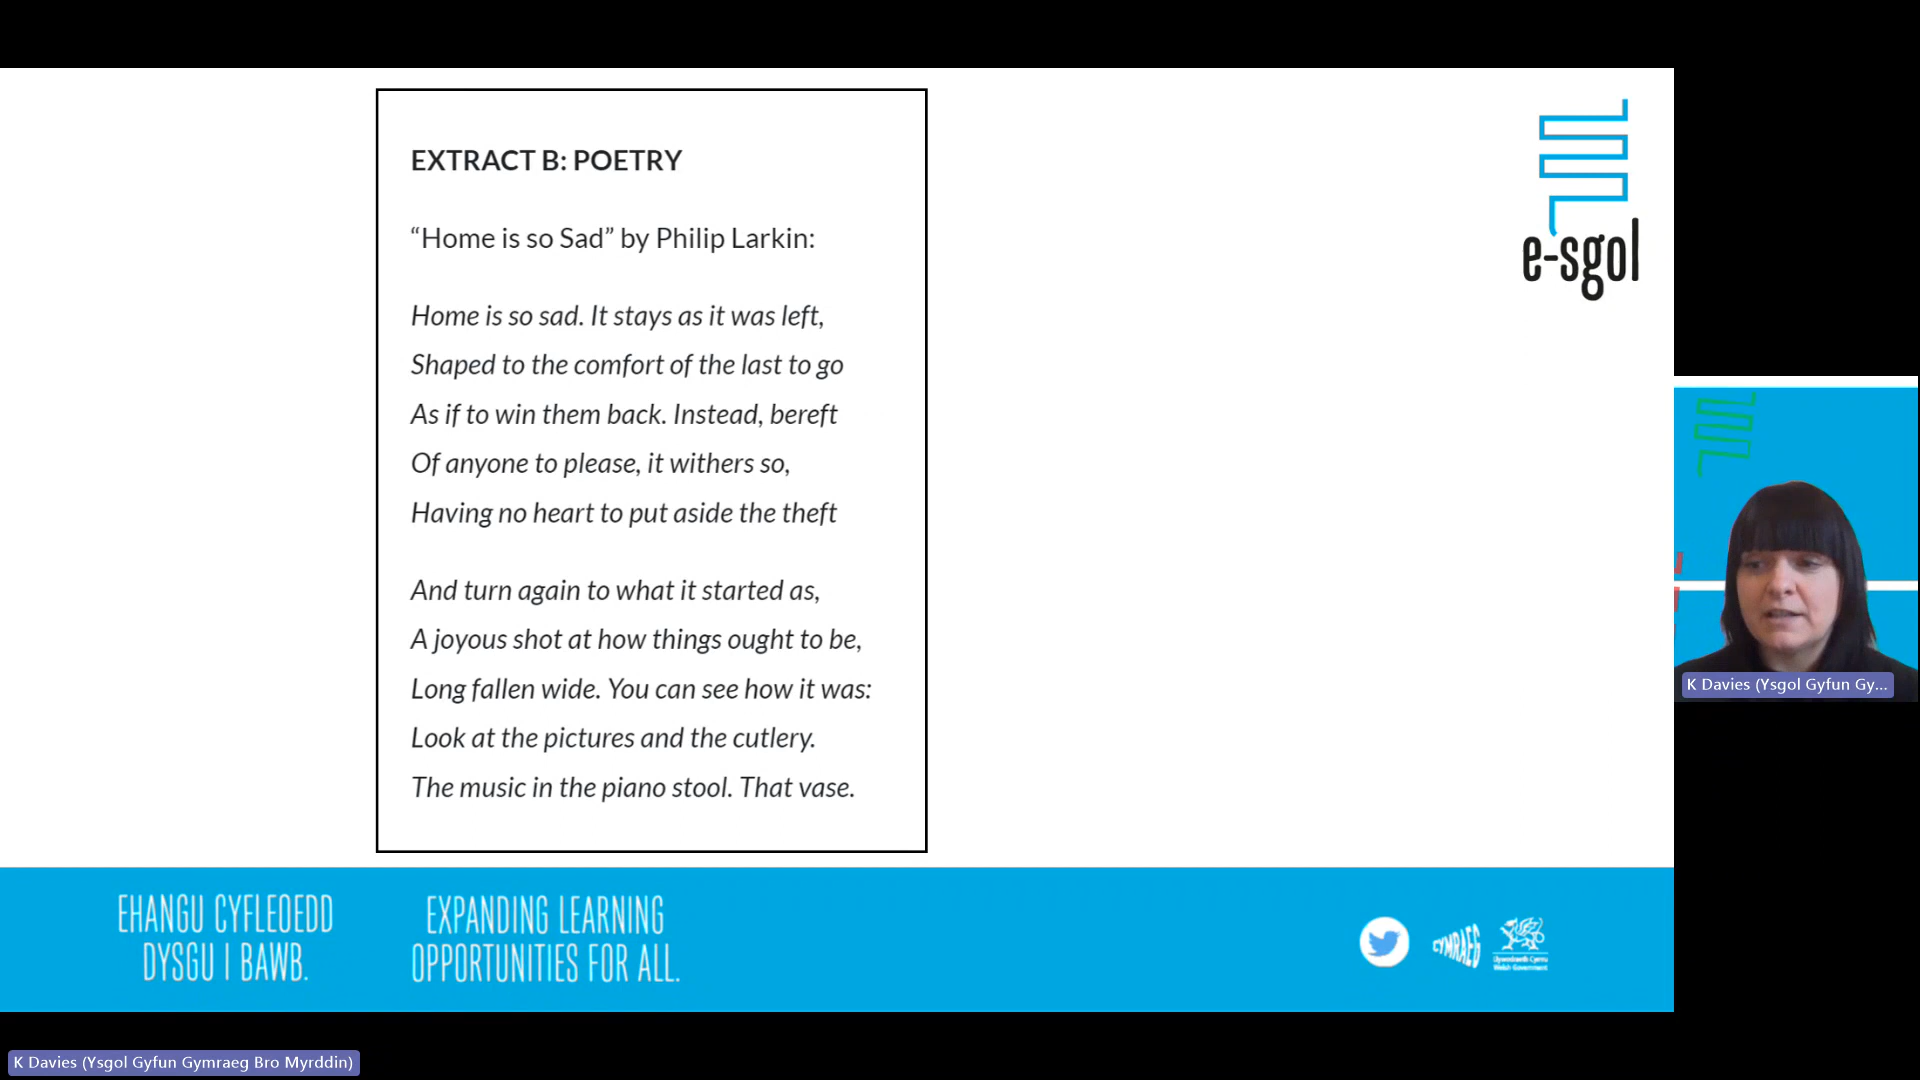 EXTRACT B: POETRY
“Home is so Sad” by Philip Larkin:
Home is so sad. It stays as it was left,
Shaped to the comfort of the last to go
As if to win them back. Instead, bereft
Of anyone to please, it withers so,
Having no heart to put aside the theft
And turn again to what it started as,
A joyous shot at how things ought to be,
Long fallen wide. You can see how it was:
Look at the pictures and the cutlery.
The music in the piano stool. That vase.
e-sgol
K Davies (Ysgol Gyfun Gy...
EHANGU CYFLEOEDD
DYSGU I BAWB.
EXPANDING LEARNING
OPPORTUNITIES FOR ALL.
CYMRAEG
Llywodraeth Cymru
Welsh Government
K Davies (Ysgol Gyfun Gymraeg Bro Myrddin)